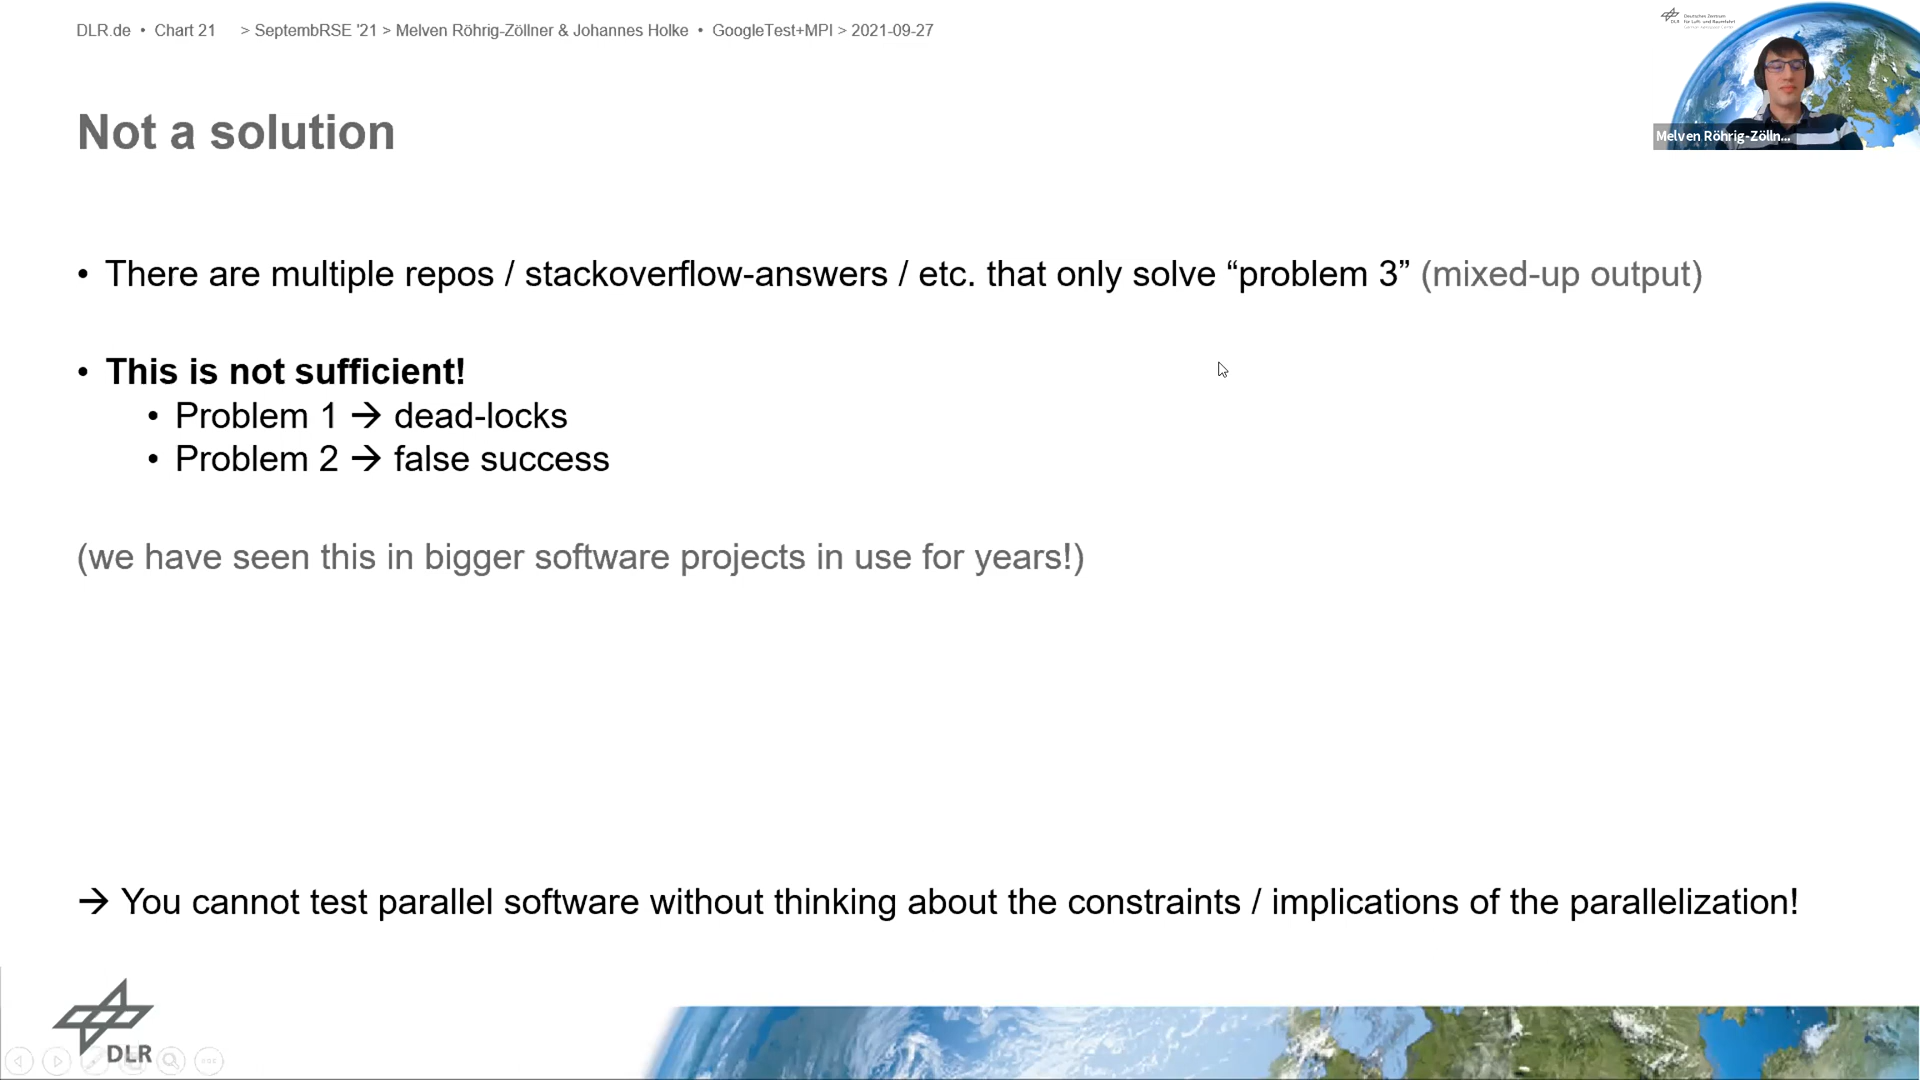 DLR.de • Chart 21 > SeptembRSE '21 > Melven Röhrig-Zöllner & Johannes Holke • GoogleTest+MPI > 2021-09-27
Melven Röhrig-Zölln...
Not a solution
• There are multiple repos / stackoverflow-answers / etc. that only solve “problem 3” (mixed-up output)
• This is not sufficient!
• Problem 1 → dead-locks
• Problem 2 → false success
(we have seen this in bigger software projects in use for years!)
→ You cannot test parallel software without thinking about the constraints / implications of the parallelization!
DLR